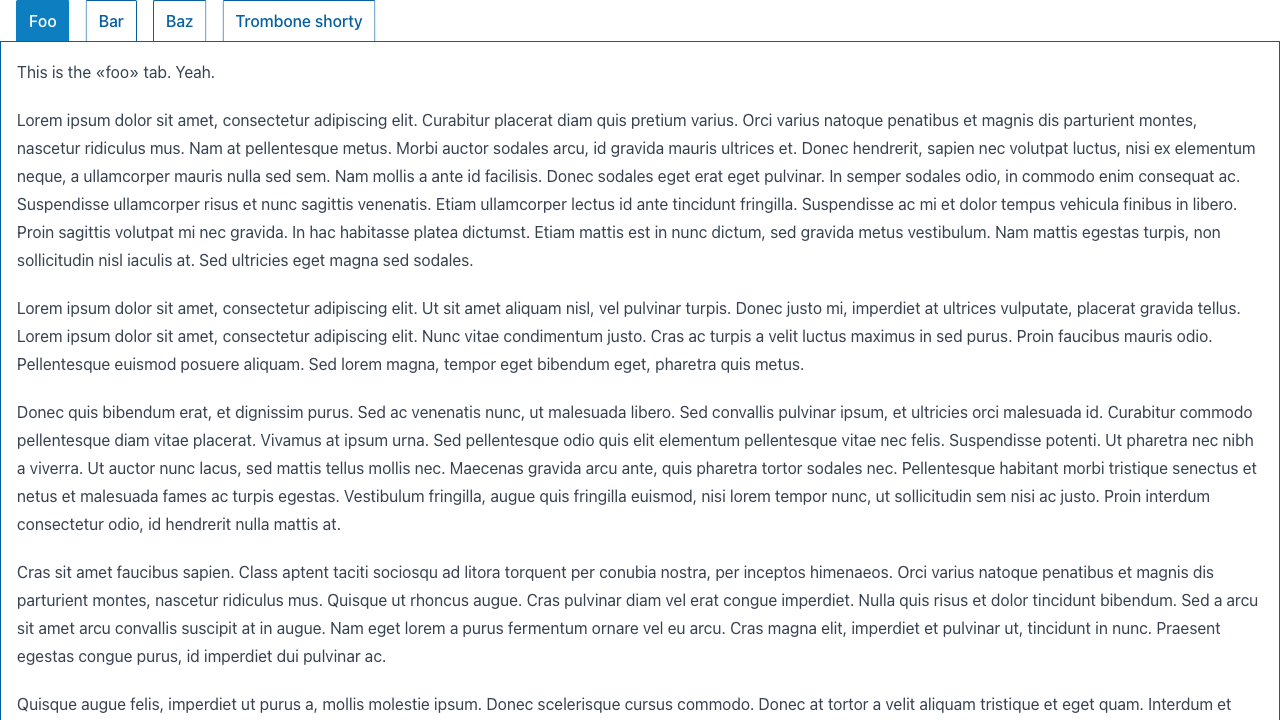 Foo Bar Baz Trombone shorty
This is the «foo» tab. Yeah.
Lorem ipsum dolor sit amet, consectetur adipiscing elit. Curabitur placerat diam quis pretium varius. Orci varius natoque penatibus et magnis dis parturient montes,
nascetur ridiculus mus. Nam at pellentesque metus. Morbi auctor sodales arcu, id gravida mauris ultrices et. Donec hendrerit, sapien nec volutpat luctus, nisi ex elementum
neque, a ullamcorper mauris nulla sed sem. Nam mollis a ante id facilisis. Donec sodales eget erat eget pulvinar. In semper sodales odio, in commodo enim consequat ac.
Suspendisse ullamcorper risus et nunc sagittis venenatis. Etiam ullamcorper lectus id ante tincidunt fringilla. Suspendisse ac mi et dolor tempus vehicula finibus in libero.
Proin sagittis volutpat mi nec gravida. In hac habitasse platea dictumst. Etiam mattis est in nunc dictum, sed gravida metus vestibulum. Nam mattis egestas turpis, non
sollicitudin nisl iaculis at. Sed ultricies eget magna sed sodales.
Lorem ipsum dolor sit amet, consectetur adipiscing elit. Ut sit amet aliquam nisl, vel pulvinar turpis. Donec justo mi, imperdiet at ultrices vulputate, placerat gravida tellus.
Lorem ipsum dolor sit amet, consectetur adipiscing elit. Nunc vitae condimentum justo. Cras ac turpis a velit luctus maximus in sed purus. Proin faucibus mauris odio.
Pellentesque euismod posuere aliquam. Sed lorem magna, tempor eget bibendum eget, pharetra quis metus.
Donec quis bibendum erat, et dignissim purus. Sed ac venenatis nunc, ut malesuada libero. Sed convallis pulvinar ipsum, et ultricies orci malesuada id. Curabitur commodo
pellentesque diam vitae placerat. Vivamus at ipsum urna. Sed pellentesque odio quis elit elementum pellentesque vitae nec felis. Suspendisse potenti. Ut pharetra nec nibh
a viverra. Ut auctor nunc lacus, sed mattis tellus mollis nec. Maecenas gravida arcu ante, quis pharetra tortor sodales nec. Pellentesque habitant morbi tristique senectus et
netus et malesuada fames ac turpis egestas. Vestibulum fringilla, augue quis fringilla euismod, nisi lorem tempor nunc, ut sollicitudin sem nisi ac justo. Proin interdum
consectetur odio, id hendrerit nulla mattis at.
Cras sit amet faucibus sapien. Class aptent taciti sociosqu ad litora torquent per conubia nostra, per inceptos himenaeos. Orci varius natoque penatibus et magnis dis
parturient montes, nascetur ridiculus mus. Quisque ut rhoncus augue. Cras pulvinar diam vel erat congue imperdiet. Nulla quis risus et dolor tincidunt bibendum. Sed a arcu
sit amet arcu convallis suscipit at in augue. Nam eget lorem a purus fermentum ornare vel eu arcu. Cras magna elit, imperdiet et pulvinar ut, tincidunt in nunc. Praesent
egestas congue purus, id imperdiet dui pulvinar ac.
Quisque augue felis, imperdiet ut purus a, mollis molestie ipsum. Donec scelerisque cursus commodo. Donec at tortor a velit aliquam tristique et eget quam. Interdum et